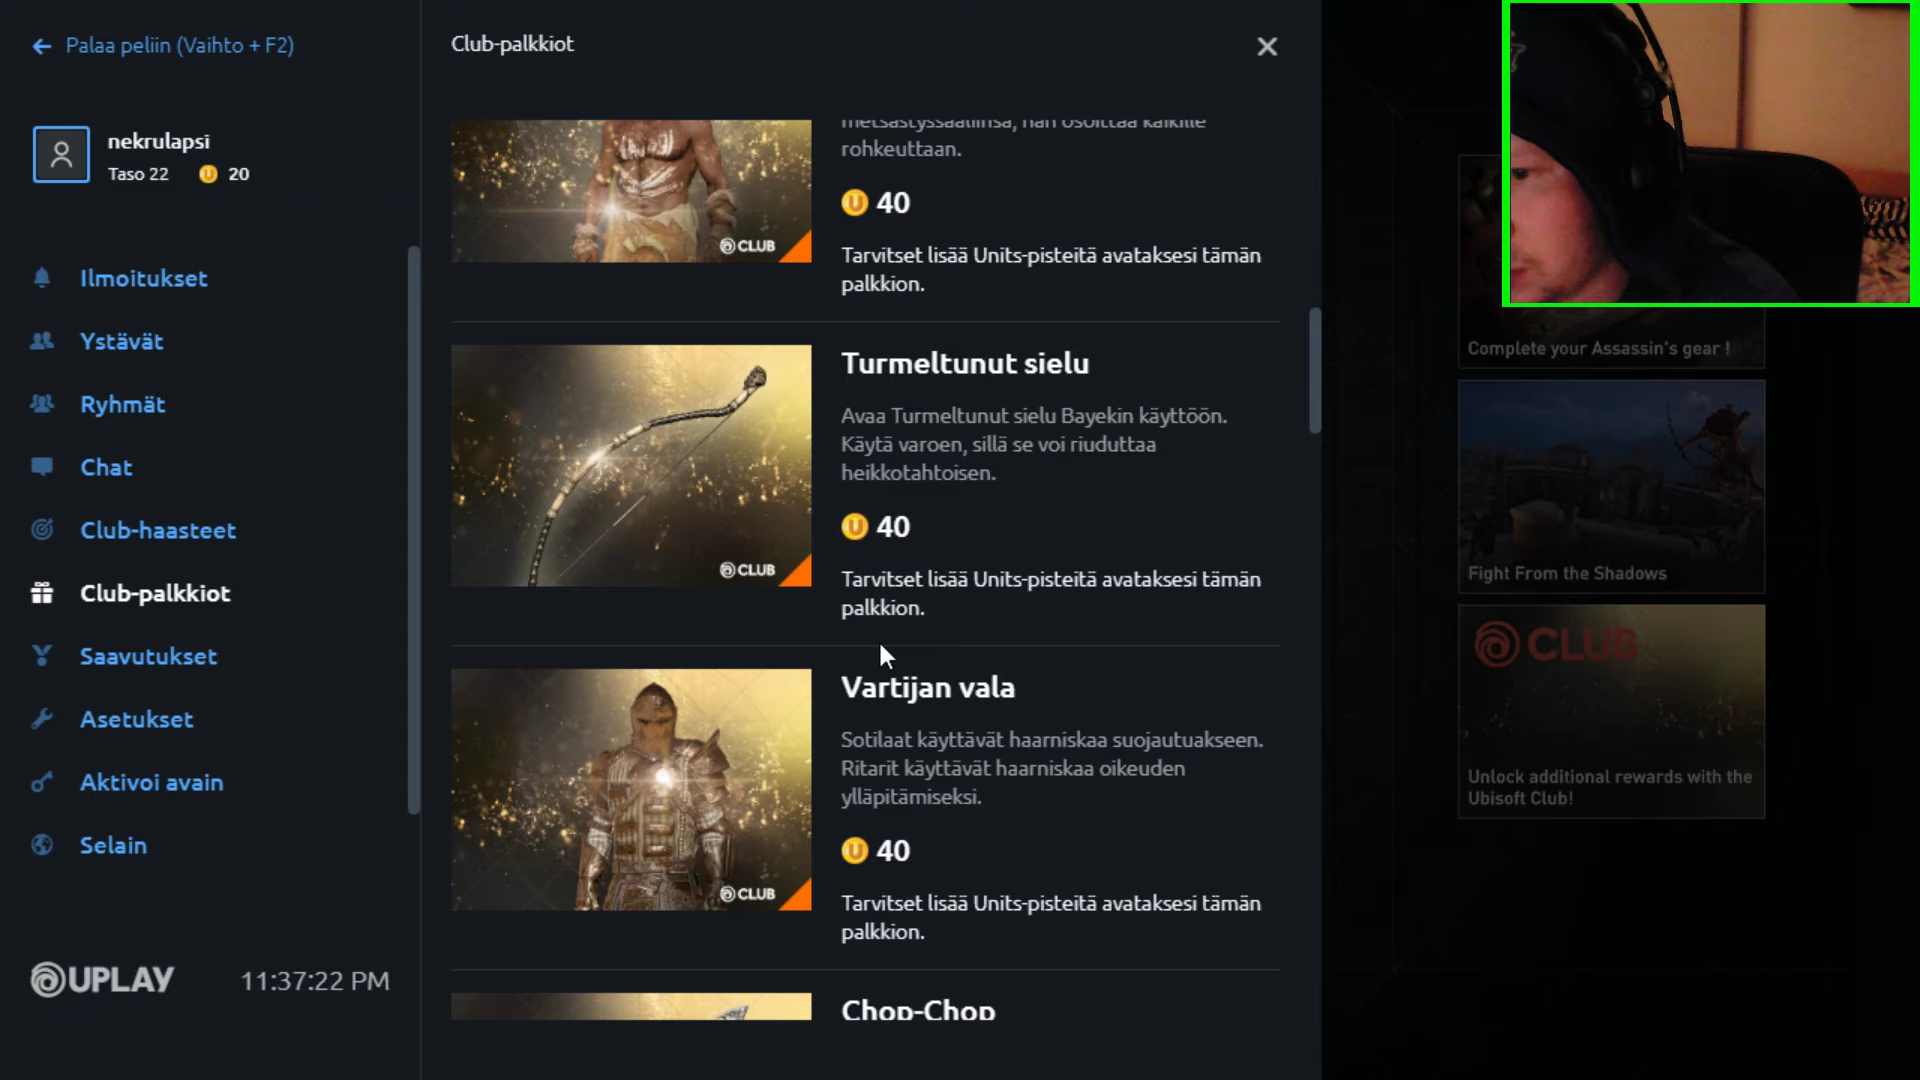 Palaa peliin (Vaihto + F2)
nekrulapsi
Taso 22
20
Ilmoitukset
Ystävät
Ryhmät
Chat
Club-haasteet
Club-palkkiot
Saavutukset
Asetukset
Aktivoi avain
Selain
UPLAY
11:37:22 PM
Club-palkkiot
metsästyssaaliinsa, hän osoittaa kaikille
rohkeuttaan.
40
Tarvitset lisää Units-pisteitä avataksesi tämän
palkkion.
CLUB
Turmeltunut sielu
Avaa Turmeltunut sielu Bayekin käyttöön.
Käytä varoen, sillä se voi riuduttaa
heikkotahtoisen.
40
Tarvitset lisää Units-pisteitä avataksesi tämän
palkkion.
CLUB
Vartijan vala
Sotilaat käyttävät haarniskaa suojautuakseen.
Ritarit käyttävät haarniskaa oikeuden
ylläpitämiseksi.
40
Tarvitset lisää Units-pisteitä avataksesi tämän
palkkion.
CLUB
Chop-Chop
Complete your Assassin's gear !
Fight From the Shadows
CLUB
Unlock additional rewards with the
Ubisoft Club!